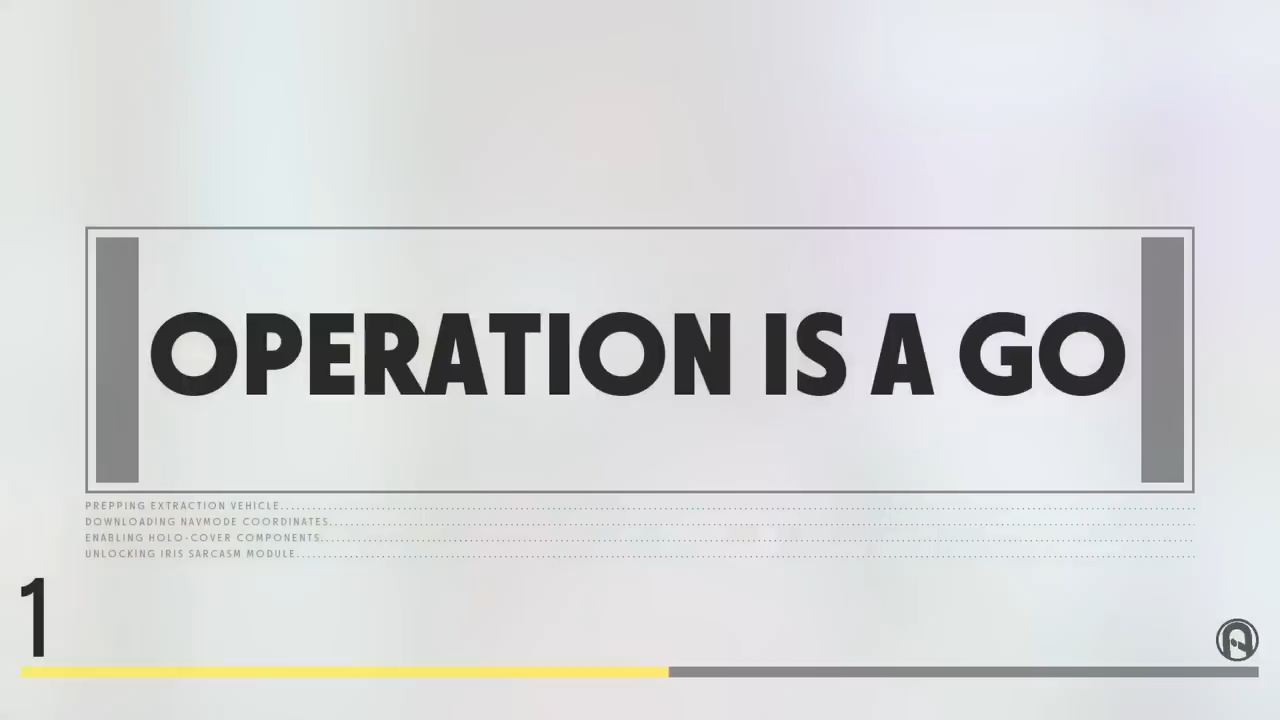 OPERATION IS A GO
PREPPING EXTRACTION VEHICLE
DOWNLOADING NAVMODE COORDINATES
ENABLING HOLO-COVER COMPONENTS
UNLOCKING IRIS SARCASM MODULE
1